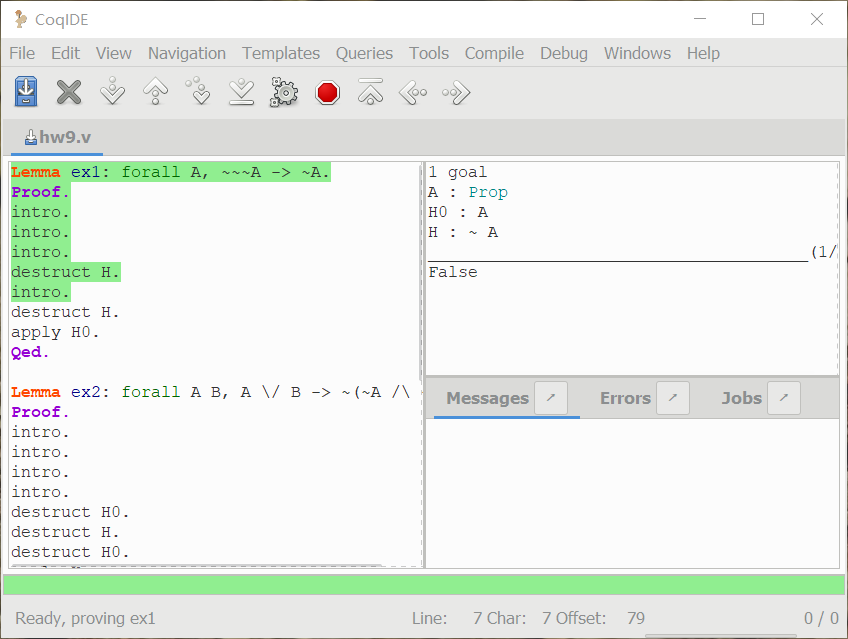 CoqIDE
File Edit View Navigation Templates Queries Tools Compile Debug Windows Help
hw9.v
Lemma ex1: forall A, ~~~A -> ~A.
Proof.
intro.
intro.
intro.
destruct H.
intro.
destruct H.
apply H0.
Qed.
Lemma ex2: forall A B, A \/ B -> ~(~A /\
Proof.
intro.
intro.
intro.
intro.
destruct H0.
destruct H.
destruct H0.
1 goal
A : Prop
H0 : A
H : ~ A
(1/
False
Messages Errors Jobs
Ready, proving ex1 Line: 7 Char: 7 Offset: 79 0 / 0